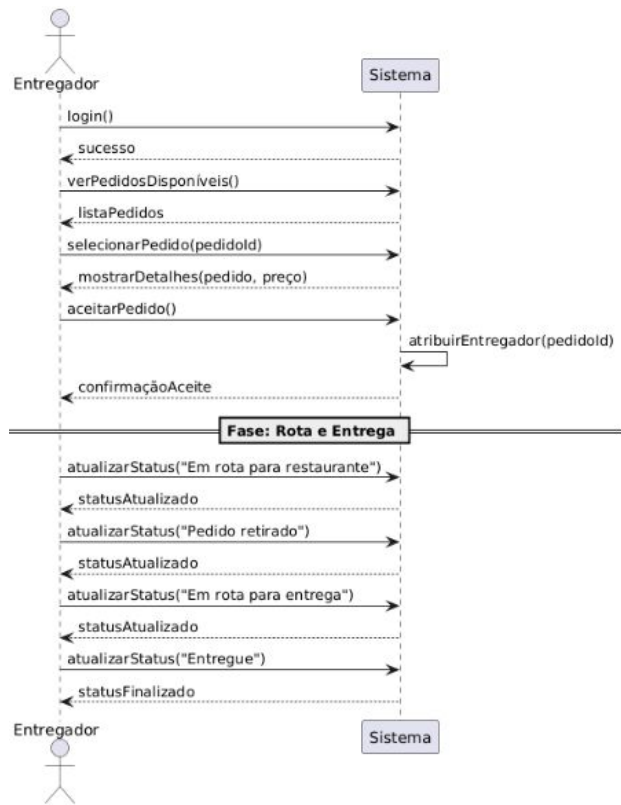 Entregador
Sistema
login()
sucesso
verPedidosDisponíveis()
listaPedidos
selecionarPedido(pedidoId)
mostrarDetalhes(pedido, preço)
aceitarPedido()
atribuirEntregador(pedidoId)
confirmaçãoAceite
Fase: Rota e Entrega
atualizarStatus("Em rota para restaurante")
statusAtualizado
atualizarStatus("Pedido retirado")
statusAtualizado
atualizarStatus("Em rota para entrega")
statusAtualizado
atualizarStatus("Entregue")
statusFinalizado
Entregador
Sistema